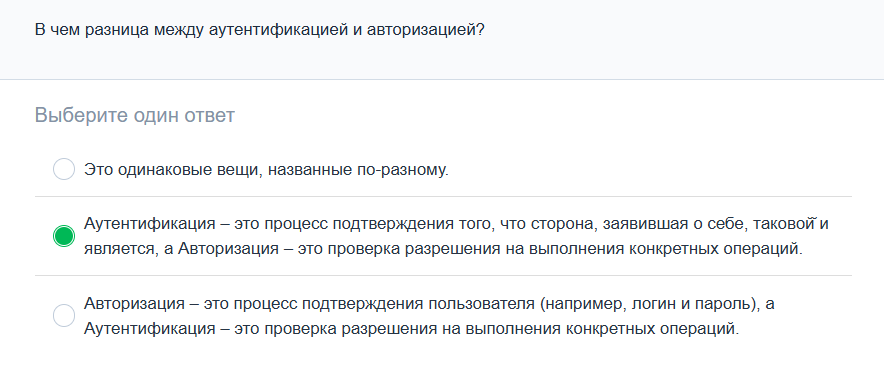 В чем разница между аутентификацией и авторизацией?
Выберите один ответ
Это одинаковые вещи, названные по-разному.
Аутентификация – это процесс подтверждения того, что сторона, заявившая о себе, таковой и
является, а Авторизация – это проверка разрешения на выполнения конкретных операций.
Авторизация – это процесс подтверждения пользователя (например, логин и пароль), а
Аутентификация – это проверка разрешения на выполнения конкретных операций.